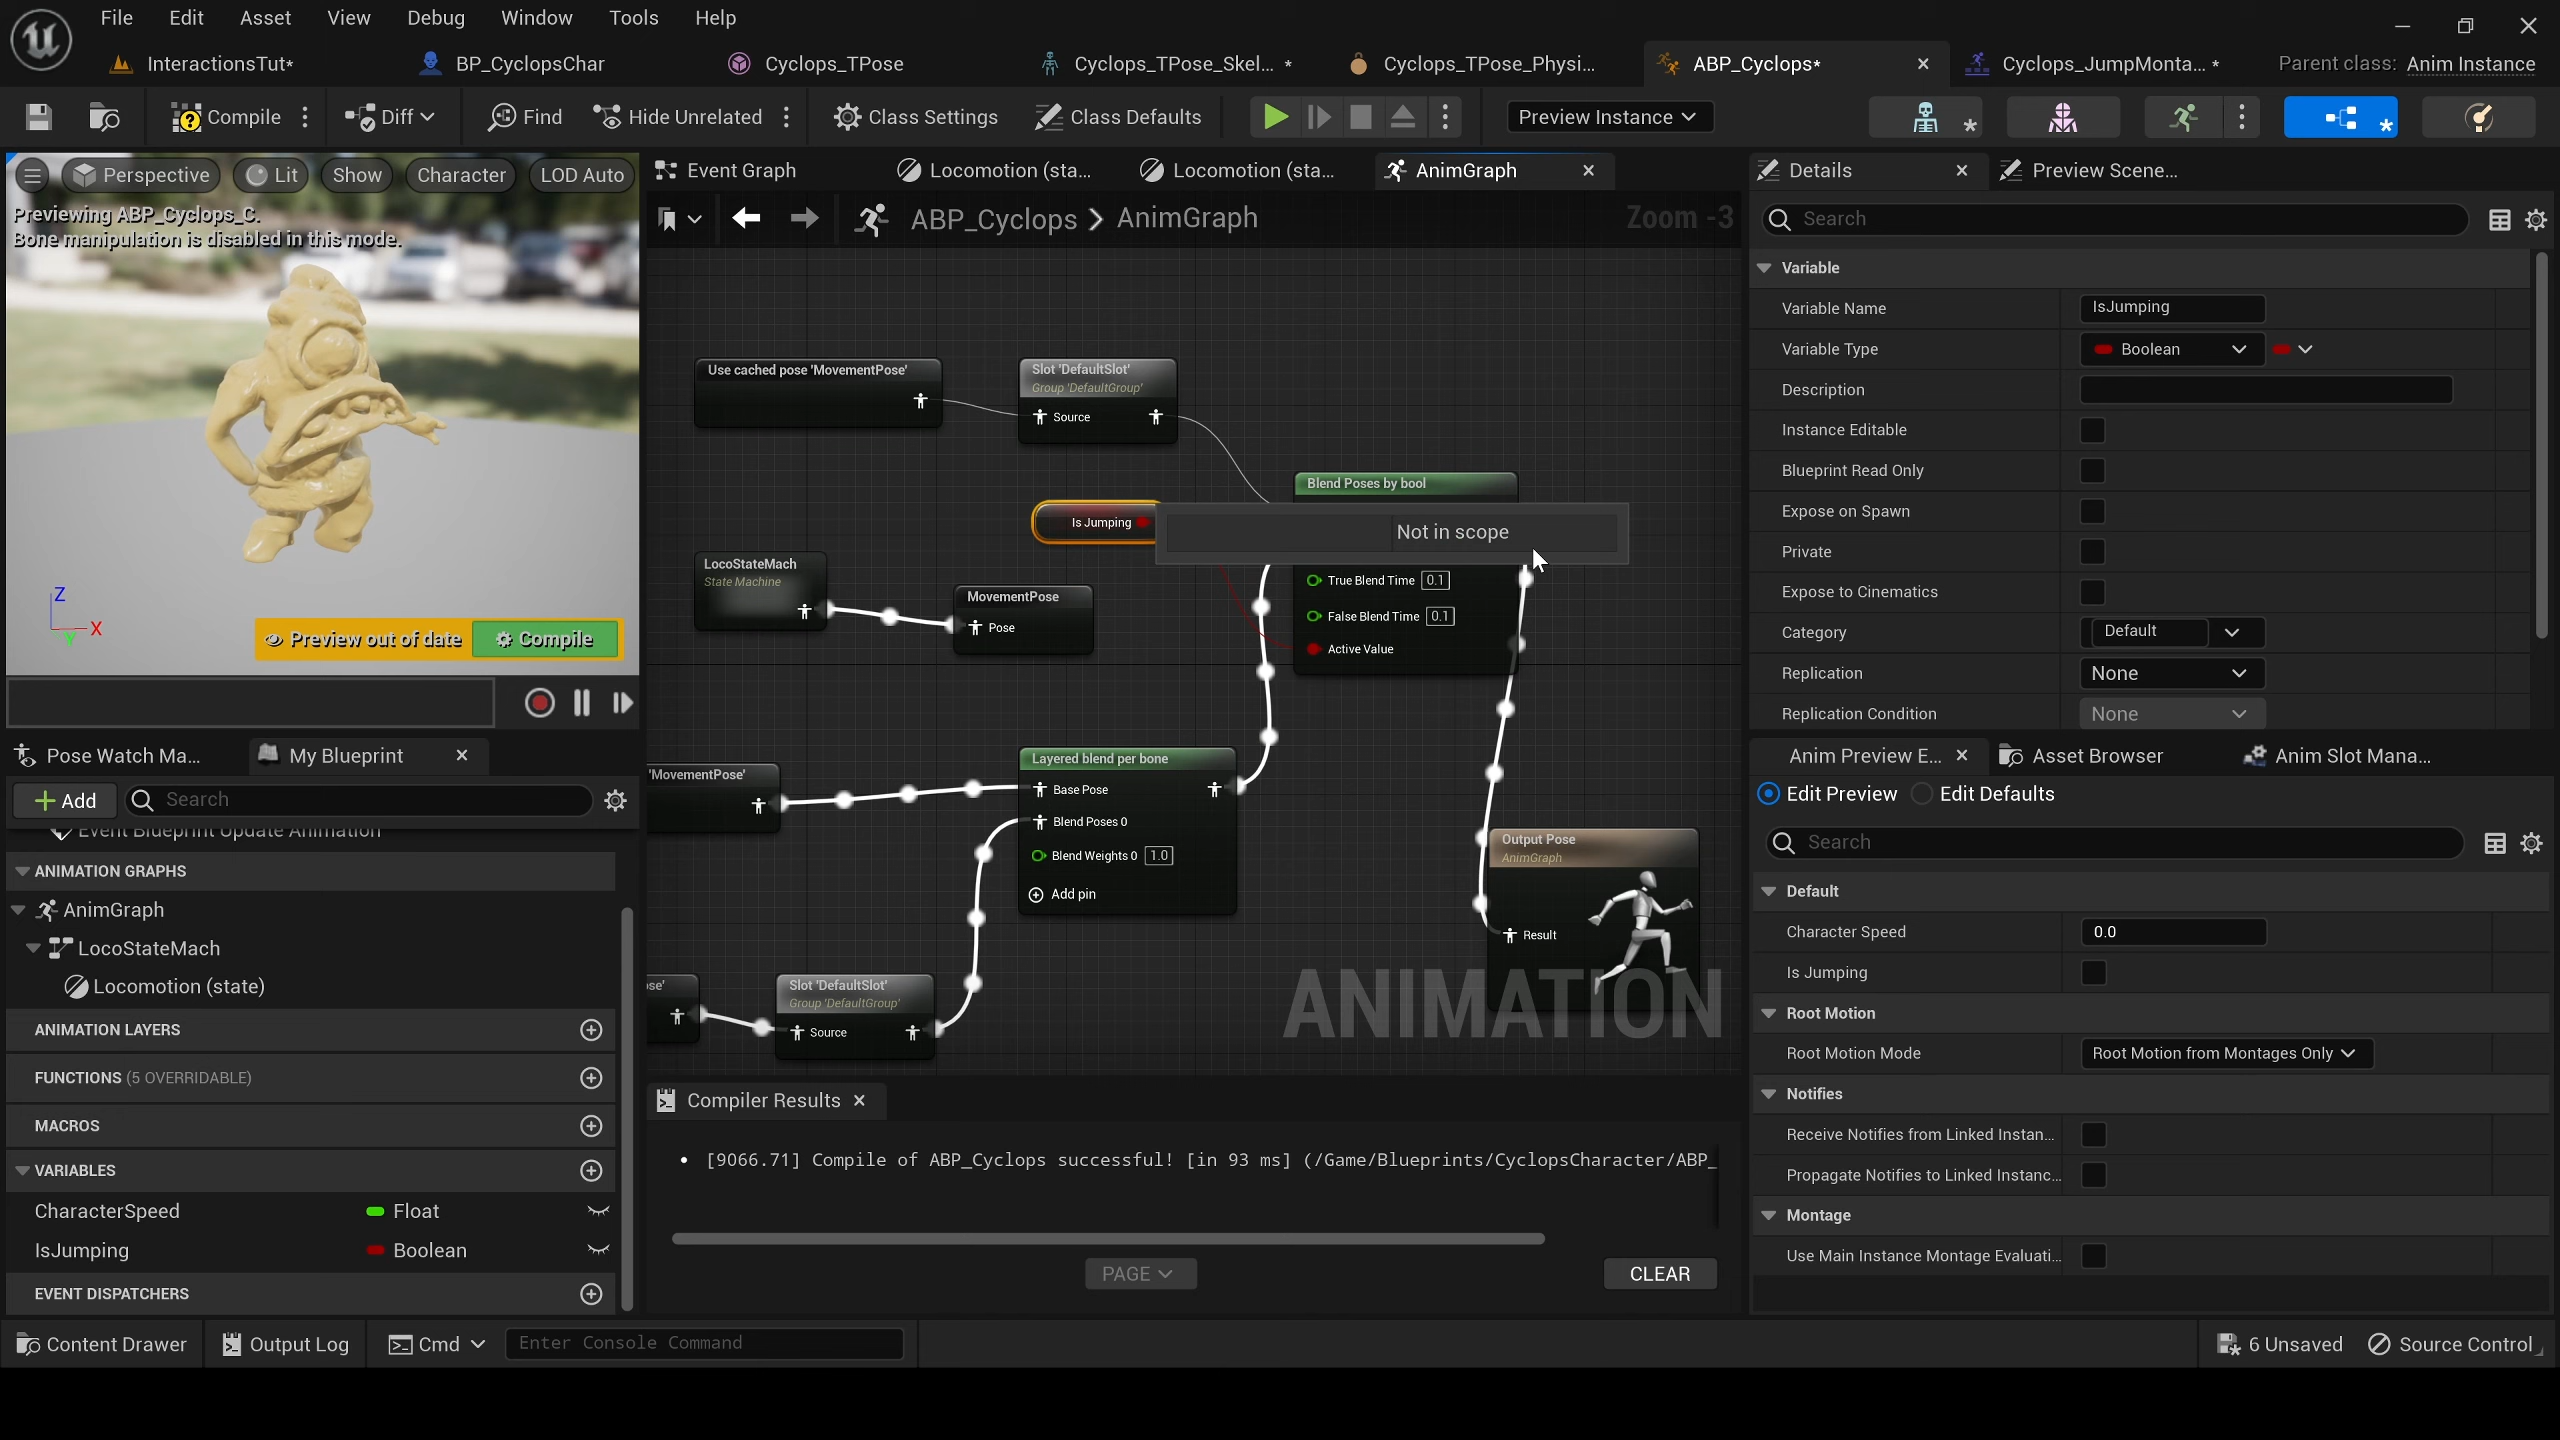 File Edit Asset View Debug Window Tools Help
InteractionsTut*
BP_CyclopsChar
Cyclops_TPose
Cyclops_TPose_Skel... *
Cyclops_TPose_Physi...
ABP_Cyclops*
Cyclops_JumpMonta... *
Parent class: Anim Instance
Compile
Diff
Find
Hide Unrelated
Class Settings
Class Defaults
Preview Instance
Perspective
Lit
Show
Character
LOD Auto
Previewing ABP_Cyclops_C.
Bone manipulation is disabled in this mode.
Z
X
Y
Preview out of date
Compile
Event Graph
Locomotion (sta...
Locomotion (sta...
AnimGraph
ABP_Cyclops > AnimGraph
Zoom -3
Use cached pose 'MovementPose'
Slot 'DefaultSlot'
Group 'DefaultGroup'
Source
Blend Poses by bool
Is Jumping
Not in scope
True Blend Time 0.1
False Blend Time 0.1
Active Value
LocoStateMach
State Machine
MovementPose
Pose
'MovementPose'
Layered blend per bone
Base Pose
Blend Poses 0
Blend Weights 0 1.0
Add pin
Output Pose
AnimGraph
Result
ose'
Slot 'DefaultSlot'
Group 'DefaultGroup'
Source
ANIMATION
Pose Watch Ma...
My Blueprint
Add
Search
Event Blueprint Update Animation
ANIMATION GRAPHS
AnimGraph
LocoStateMach
Locomotion (state)
ANIMATION LAYERS
FUNCTIONS (5 OVERRIDABLE)
MACROS
VARIABLES
CharacterSpeed Float
IsJumping Boolean
EVENT DISPATCHERS
Compiler Results
[9066.71] Compile of ABP_Cyclops successful! [in 93 ms] (/Game/Blueprints/CyclopsCharacter/ABP_
PAGE
CLEAR
Details
Preview Scene...
Search
Variable
Variable Name IsJumping
Variable Type Boolean
Description
Instance Editable
Blueprint Read Only
Expose on Spawn
Private
Expose to Cinematics
Category Default
Replication None
Replication Condition None
Anim Preview E...
Asset Browser
Anim Slot Mana...
Edit Preview
Edit Defaults
Search
Default
Character Speed 0.0
Is Jumping
Root Motion
Root Motion Mode Root Motion from Montages Only
Notifies
Receive Notifies from Linked Instan...
Propagate Notifies to Linked Instanc...
Montage
Use Main Instance Montage Evaluati...
Content Drawer
Output Log
Cmd
Enter Console Command
6 Unsaved
Source Control